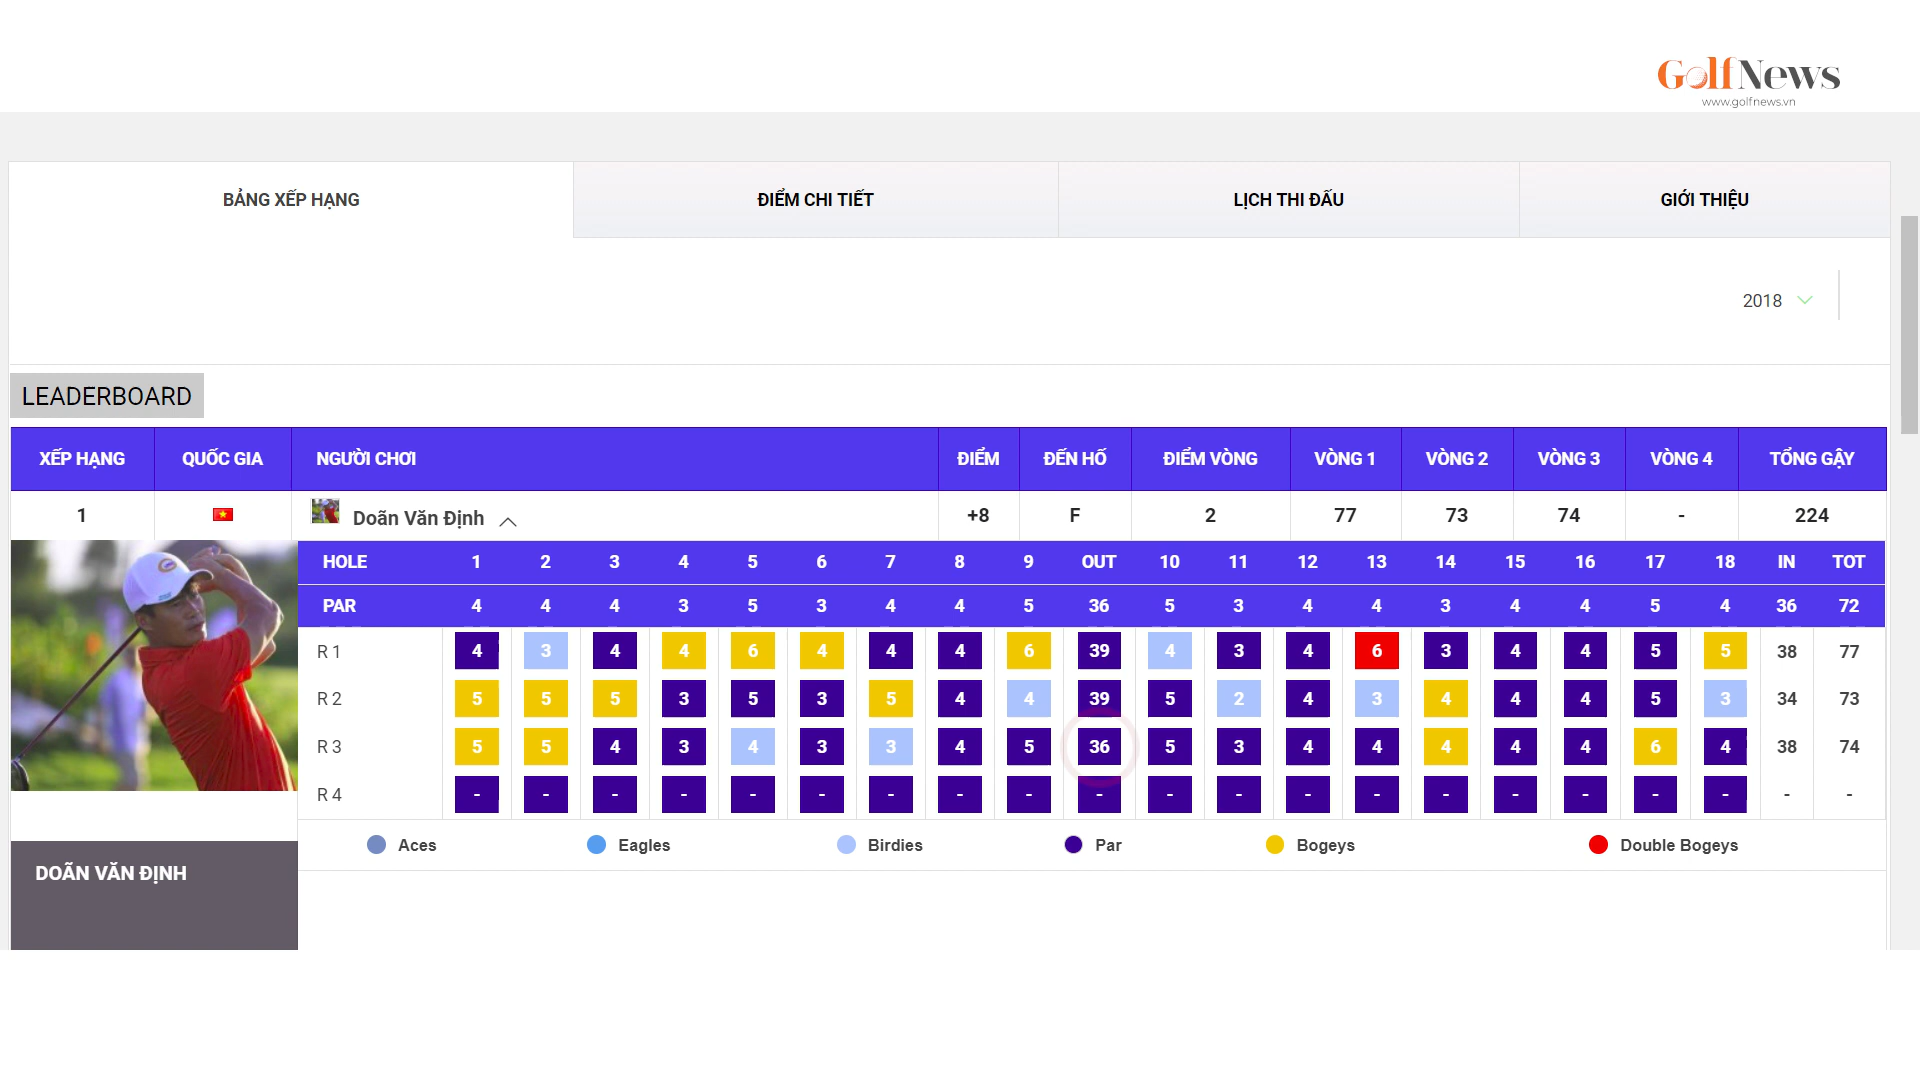 Golf News
www.golfnews.vn
BẢNG XẾP HẠNG ĐIỂM CHI TIẾT LỊCH THI ĐẤU GIỚI THIỆU
2018
LEADERBOARD
XẾP HẠNG QUỐC GIA NGƯỜI CHƠI ĐIỂM ĐẾN HỐ ĐIỂM VÒNG VÒNG 1 VÒNG 2 VÒNG 3 VÒNG 4 TỔNG GẬY
1 Doãn Văn Định +8 F 2 77 73 74 - 224
HOLE 1 2 3 4 5 6 7 8 9 OUT 10 11 12 13 14 15 16 17 18 IN TOT
PAR 4 4 4 3 5 3 4 4 5 36 5 3 4 4 3 4 4 5 4 36 72
R 1 4 3 4 4 6 4 4 4 6 39 4 3 4 6 3 4 4 5 5 38 77
R 2 5 5 5 3 5 3 5 4 4 39 5 2 4 3 4 4 4 5 3 34 73
R 3 5 5 4 3 4 3 3 4 5 36 5 3 4 4 4 4 4 6 4 38 74
R 4 - - - - - - - - - - - - - - - - - - - - -
Aces Eagles Birdies Par Bogeys Double Bogeys
DOÃN VĂN ĐỊNH